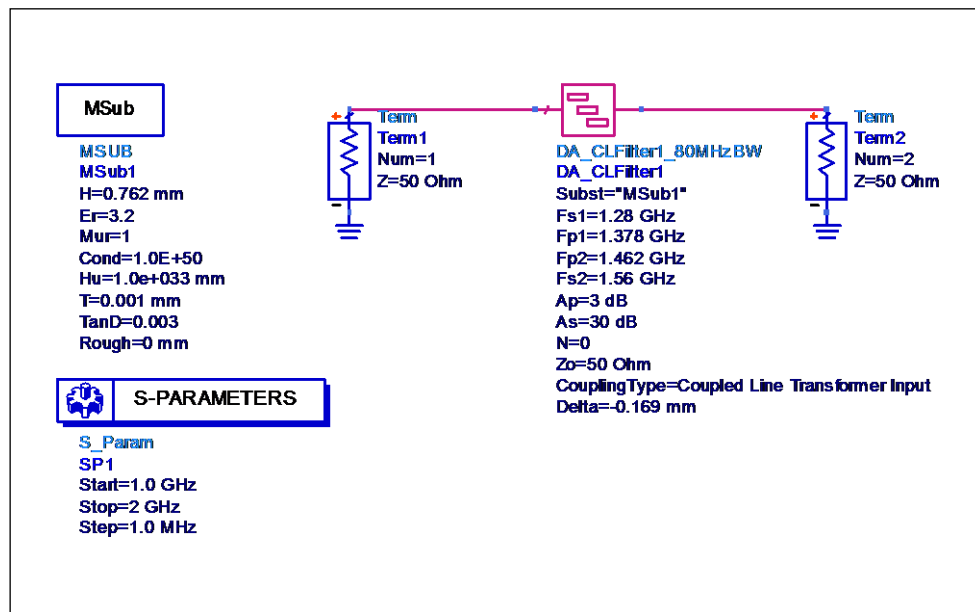 MSub
MSUB
MSub1
H=0.762 mm
Er=3.2
Mur=1
Cond=1.0E+50
Hu=1.0e+033 mm
T=0.001 mm
TanD=0.003
Rough=0 mm
S-PARAMETERS
S_Param
SP1
Start=1.0 GHz
Stop=2 GHz
Step=1.0 MHz
+
Term
Term1
Num=1
Z=50 Ohm
-
DA_CLFilter1_80MHzBW
DA_CLFilter1
Subst="MSub1"
Fs1=1.28 GHz
Fp1=1.378 GHz
Fp2=1.462 GHz
Fs2=1.56 GHz
Ap=3 dB
As=30 dB
N=0
Zo=50 Ohm
CouplingType=Coupled Line Transformer Input
Delta=-0.169 mm
+
Term
Term2
Num=2
Z=50 Ohm
-